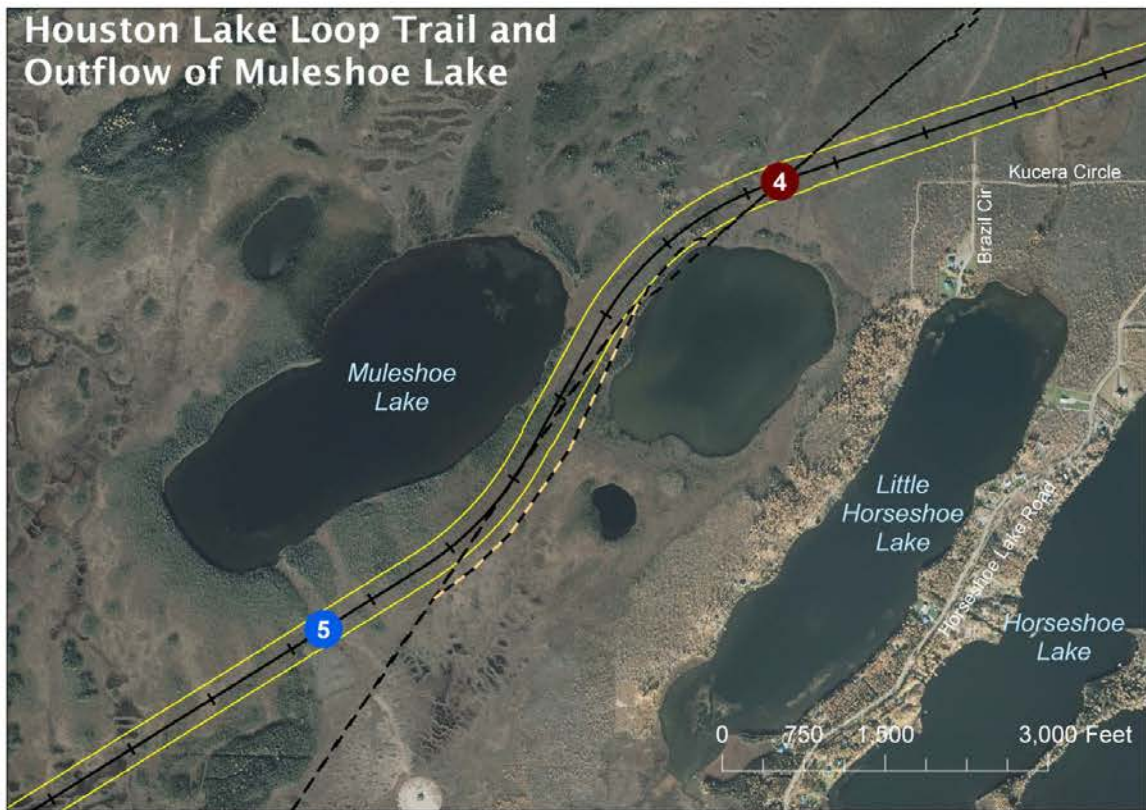 Houston Lake Loop Trail and
Outflow of Muleshoe Lake
4
Kucera Circle
Brazil Cir
Muleshoe
Lake
Little
Horseshoe
Lake
Horseshoe Lake Road
5
Horseshoe
Lake
0 750 1,500 3,000 Feet